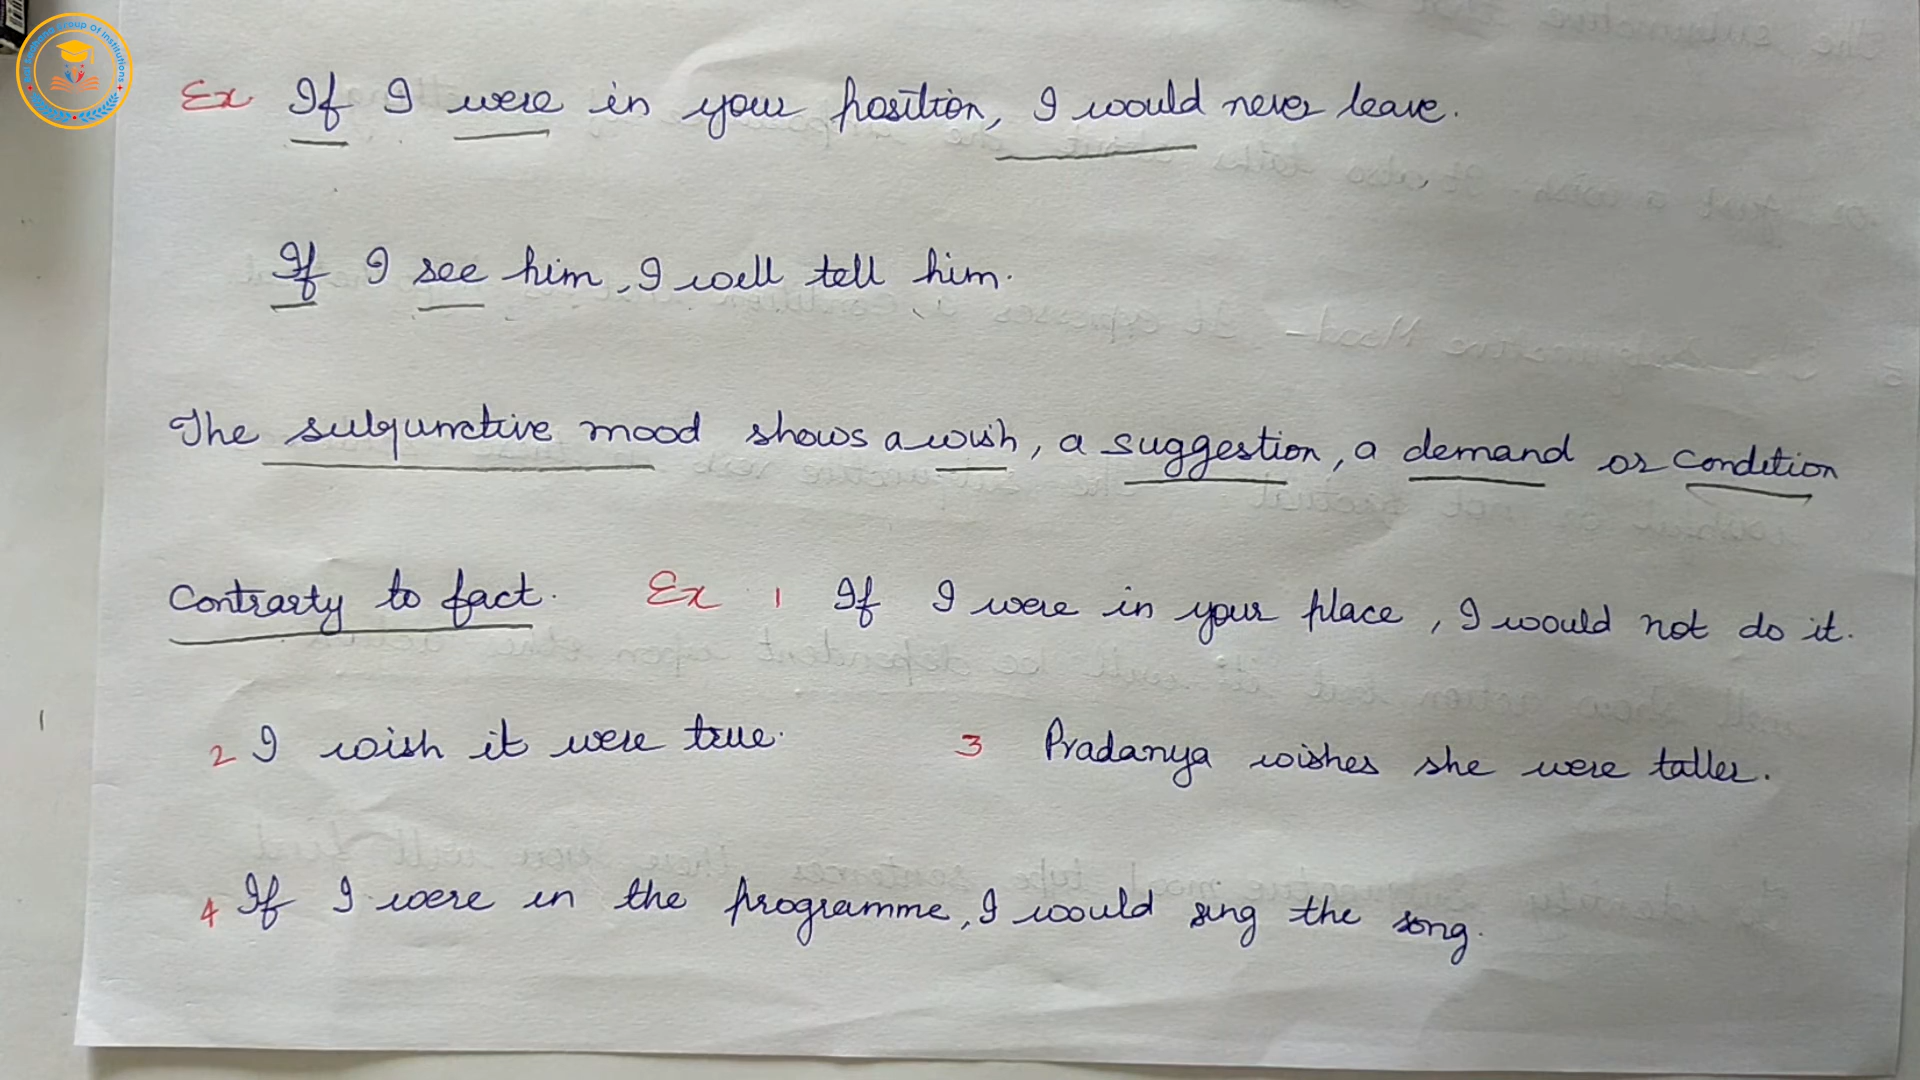 Ex If I were in your position, I would never leave.
If I see him, I will tell him.
The subjunctive mood shows a wish, a suggestion, a demand or condition
contrasty to fact. Ex 1 If I were in your place, I would not do it.
2 I wish it were true. 3 Pradanya wishes she were taller.
4 If I were in the programme, I would sing the song.